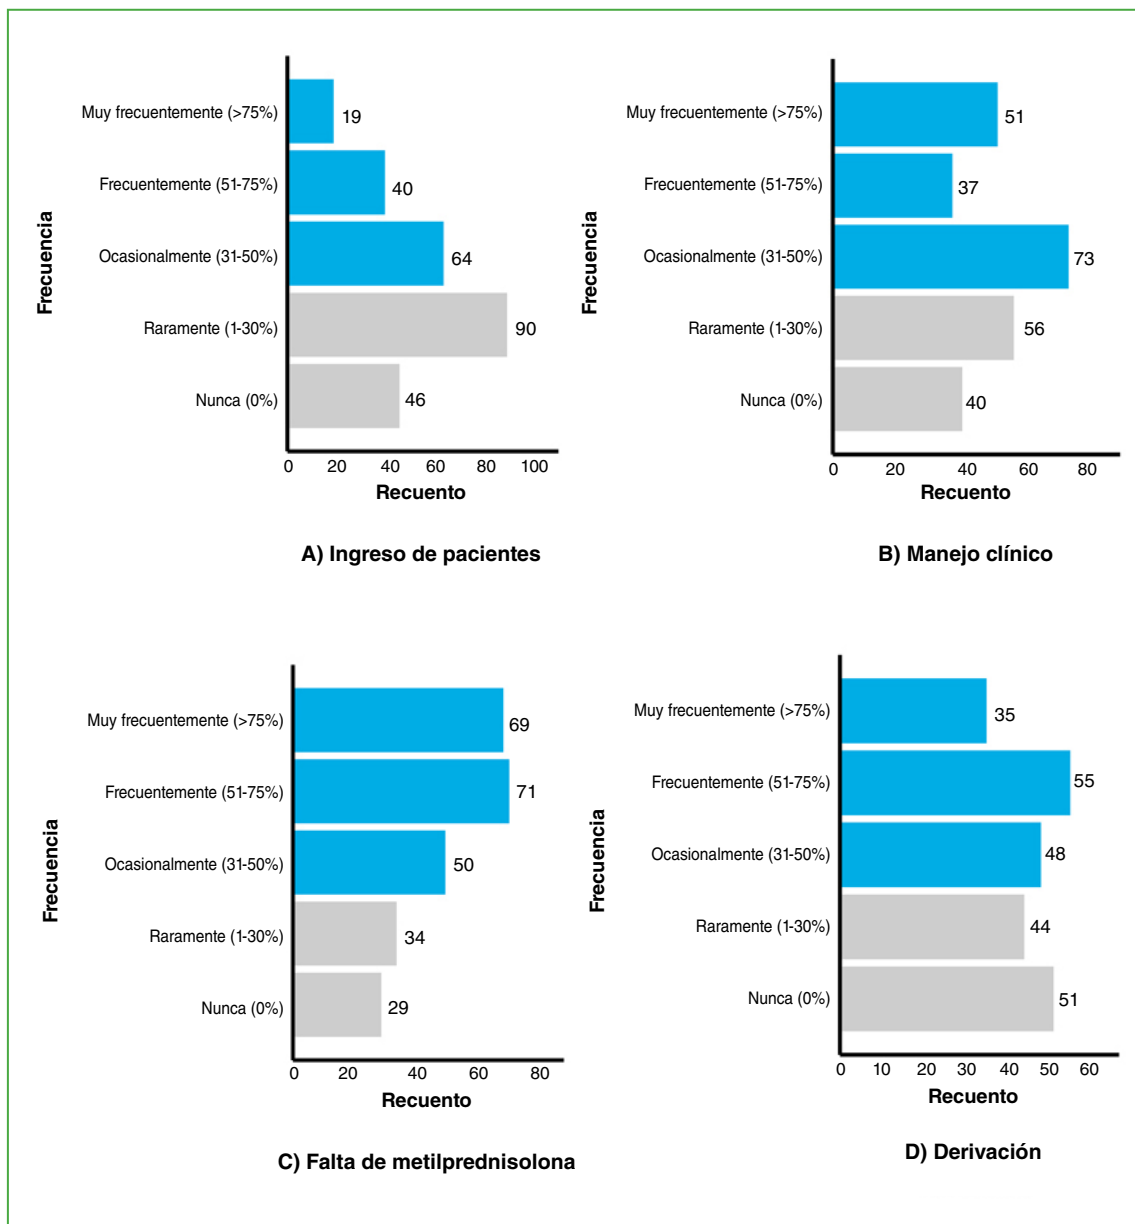 Frecuencia
Muy frecuentemente (>75%)
19
Frecuentemente (51-75%)
40
Ocasionalmente (31-50%)
64
Raramente (1-30%)
90
Nunca (0%)
46
0 20 40 60 80 100
Recuento
A) Ingreso de pacientes
Frecuencia
Muy frecuentemente (>75%)
51
Frecuentemente (51-75%)
37
Ocasionalmente (31-50%)
73
Raramente (1-30%)
56
Nunca (0%)
40
0 20 40 60 80
Recuento
B) Manejo clínico
Frecuencia
Muy frecuentemente (>75%)
69
Frecuentemente (51-75%)
71
Ocasionalmente (31-50%)
50
Raramente (1-30%)
34
Nunca (0%)
29
0 20 40 60 80
Recuento
C) Falta de metilprednisolona
Frecuencia
Muy frecuentemente (>75%)
35
Frecuentemente (51-75%)
55
Ocasionalmente (31-50%)
48
Raramente (1-30%)
44
Nunca (0%)
51
0 10 20 30 40 50 60
Recuento
D) Derivación